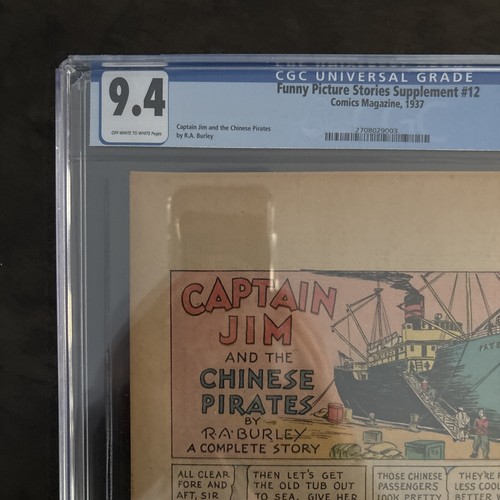 CGC UNIVERSAL GRADE
9.4
OFF-WHITE TO WHITE Pages
Funny Picture Stories Supplement #12
Comics Magazine, 1937
Captain Jim and the Chinese Pirates
by R.A. Burley
2708029003
CAPTAIN
JIM
AND THE
CHINESE
PIRATES
BY
R·A·BURLEY
A COMPLETE STORY
ALL CLEAR
FORE AND
AFT, SIR
THEN LET'S GET
THE OLD TUB OUT
TO SEA. GIVE HER
THOSE CHINESE
PASSENGERS
LOOK PRETTY
THEY'RE
LESS COO
BETTER